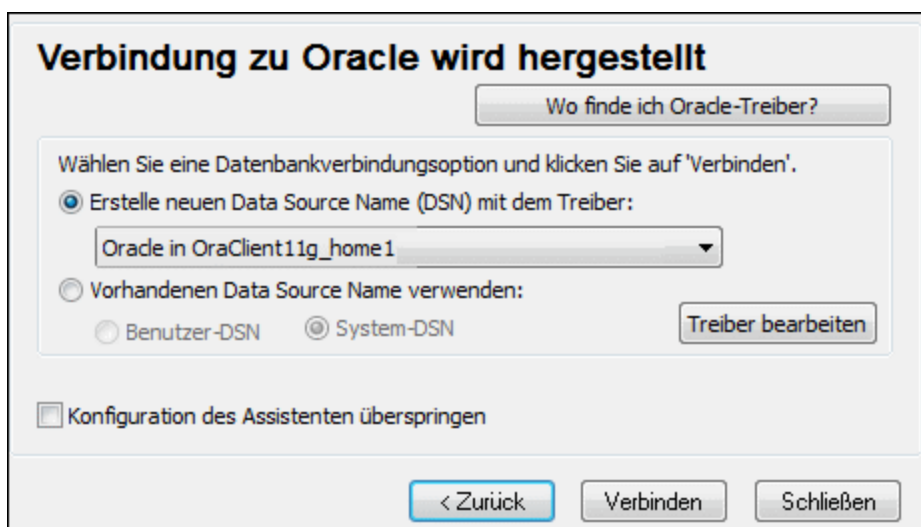 Verbindung zu Oracle wird hergestellt
Wo finde ich Oracle-Treiber?
Wählen Sie eine Datenbankverbindungsoption und klicken Sie auf 'Verbinden'.
Erstelle neuen Data Source Name (DSN) mit dem Treiber:
Oracle in OraClient11g_home1
Vorhandenen Data Source Name verwenden:
Benutzer-DSN System-DSN Treiber bearbeiten
Konfiguration des Assistenten überspringen
< Zurück Verbinden Schließen